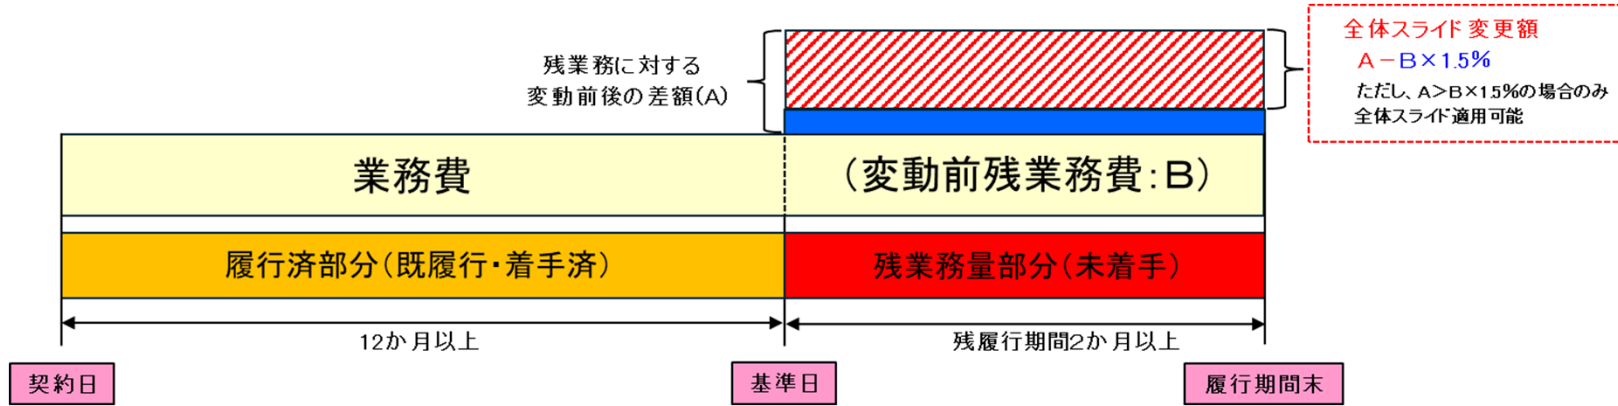 全体スライド変更額
A－B×1.5%
ただし、A>B×1.5%の場合のみ
全体スライド適用可能
残業務に対する
変動前後の差額(A)
業務費
(変動前残業務費:B)
履行済部分(既履行・着手済)
残業務量部分(未着手)
12か月以上
残履行期間2か月以上
契約日
基準日
履行期間末